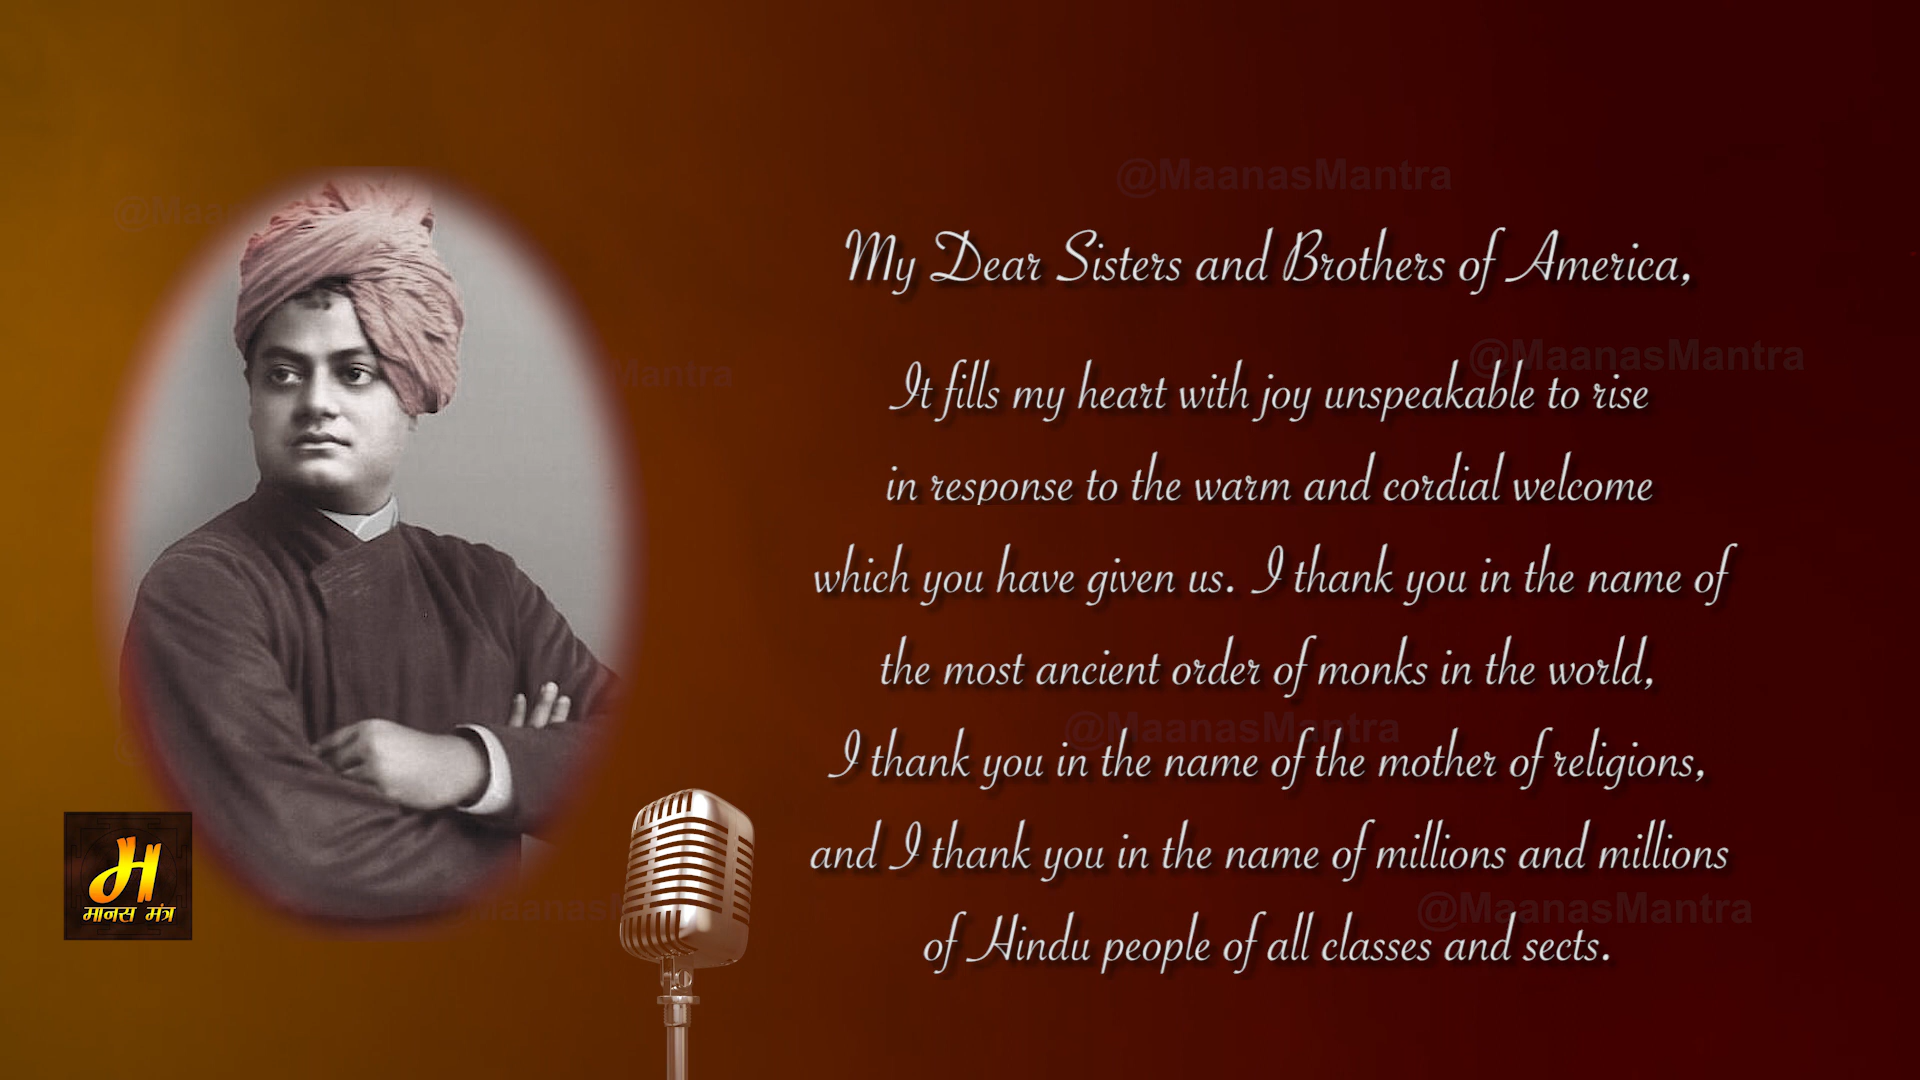 @MaanasMantra
My Dear Sisters and Brothers of America,
@MaanasMantra
It fills my heart with joy unspeakable to rise
in response to the warm and cordial welcome
which you have given us. I thank you in the name of
the most ancient order of monks in the world,
@MaanasMantra
I thank you in the name of the mother of religions,
and I thank you in the name of millions and millions
@MaanasMantra
of Hindu people of all classes and sects.
म
मानस मंत्र